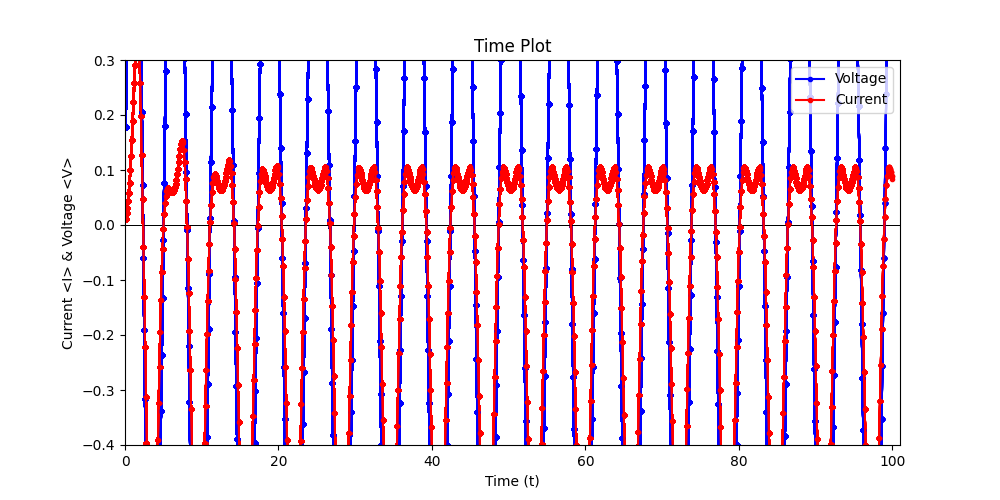 Time Plot
Current <I> & Voltage <V>
0.3
0.2
0.1
0.0
−0.1
−0.2
−0.3
−0.4
Voltage
Current
0 20 40 60 80 100
Time (t)